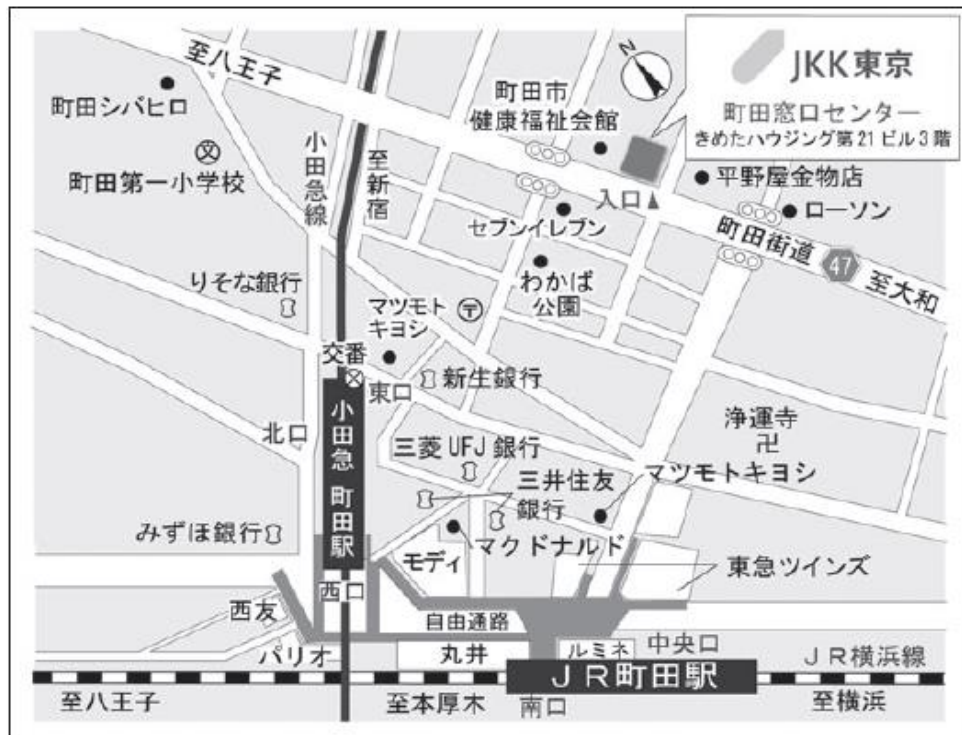 JKK東京
町田窓口センター
きめたハウジング第21ビル3階
至八王子
町田シバヒロ
町田第一小学校
小田急線
至新宿
N
町田市
健康福祉会館
入口
平野屋金物店
ローソン
町田街道
47
至大和
セブンイレブン
わかば
公園
りそな銀行
マツモト
キヨシ
〒
交番
東口
新生銀行
北口
小田急 町田駅
三菱UFJ銀行
三井住友
銀行
マツモトキヨシ
浄運寺
卍
みずほ銀行
モディ
マクドナルド
東急ツインズ
西口
西友
自由通路
パリオ
丸井
ルミネ
中央口
JR町田駅
JR横浜線
至八王子
至本厚木
南口
至横浜
文